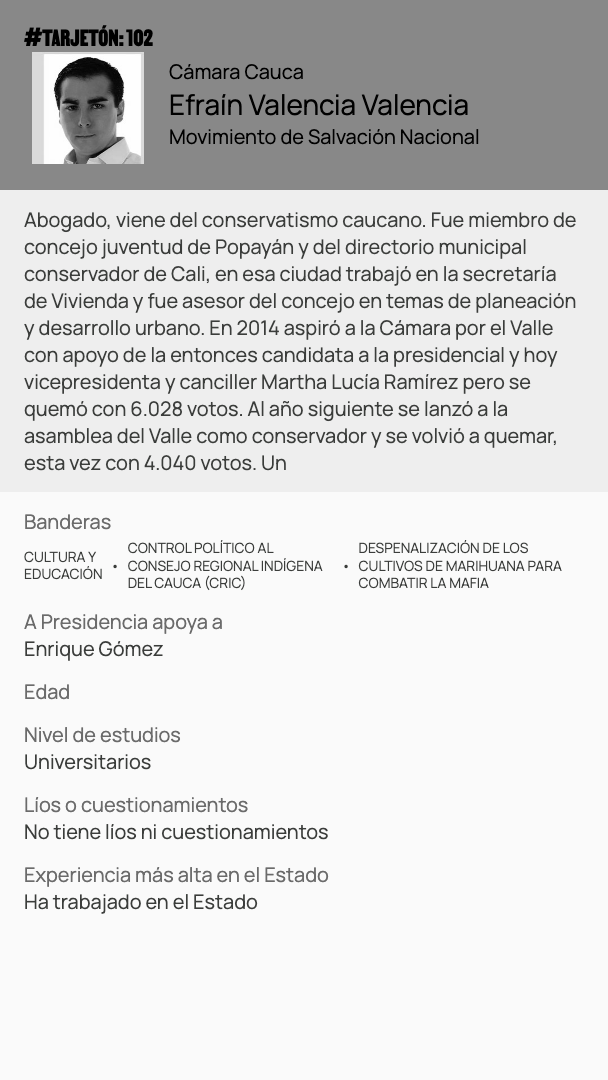 #TARJETÓN: 102
Cámara Cauca
Efraín Valencia Valencia
Movimiento de Salvación Nacional
Abogado, viene del conservatismo caucano. Fue miembro de
concejo juventud de Popayán y del directorio municipal
conservador de Cali, en esa ciudad trabajó en la secretaría
de Vivienda y fue asesor del concejo en temas de planeación
y desarrollo urbano. En 2014 aspiró a la Cámara por el Valle
con apoyo de la entonces candidata a la presidencial y hoy
vicepresidenta y canciller Martha Lucía Ramírez pero se
quemó con 6.028 votos. Al año siguiente se lanzó a la
asamblea del Valle como conservador y se volvió a quemar,
esta vez con 4.040 votos. Un
Banderas
CULTURA Y
EDUCACIÓN
•
CONTROL POLÍTICO AL
CONSEJO REGIONAL INDÍGENA
DEL CAUCA (CRIC)
•
DESPENALIZACIÓN DE LOS
CULTIVOS DE MARIHUANA PARA
COMBATIR LA MAFIA
A Presidencia apoya a
Enrique Gómez
Edad
Nivel de estudios
Universitarios
Líos o cuestionamientos
No tiene líos ni cuestionamientos
Experiencia más alta en el Estado
Ha trabajado en el Estado